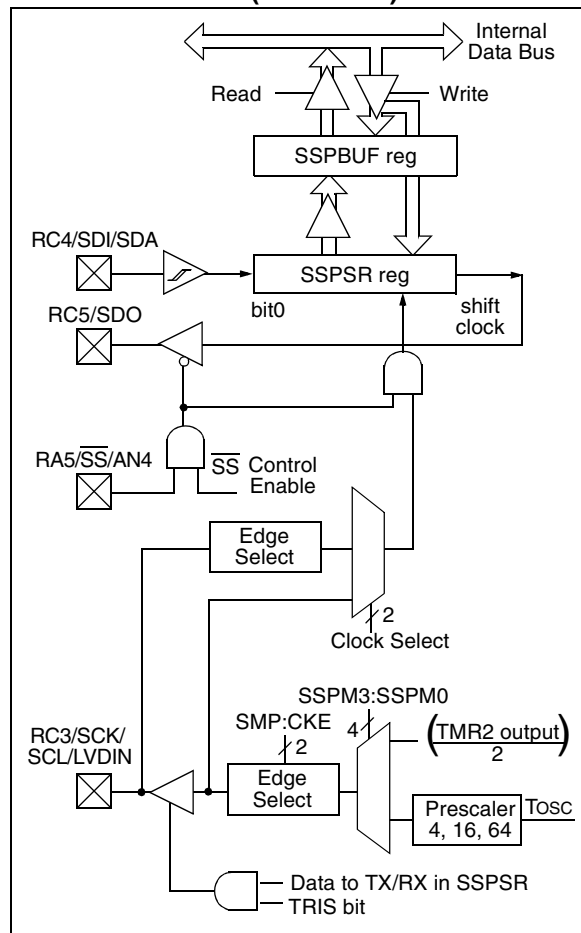 Internal
Data Bus
Read
Write
SSPBUF reg
RC4/SDI/SDA
SSPSR reg
bit0
shift
clock
RC5/SDO
RA5/SS/AN4
SS Control
Enable
Edge
Select
2
Clock Select
SSPM3:SSPM0
SMP:CKE
4
2
(TMR2 output)
2
RC3/SCK/
SCL/LVDIN
Edge
Select
Prescaler
4, 16, 64
TOSC
Data to TX/RX in SSPSR
TRIS bit